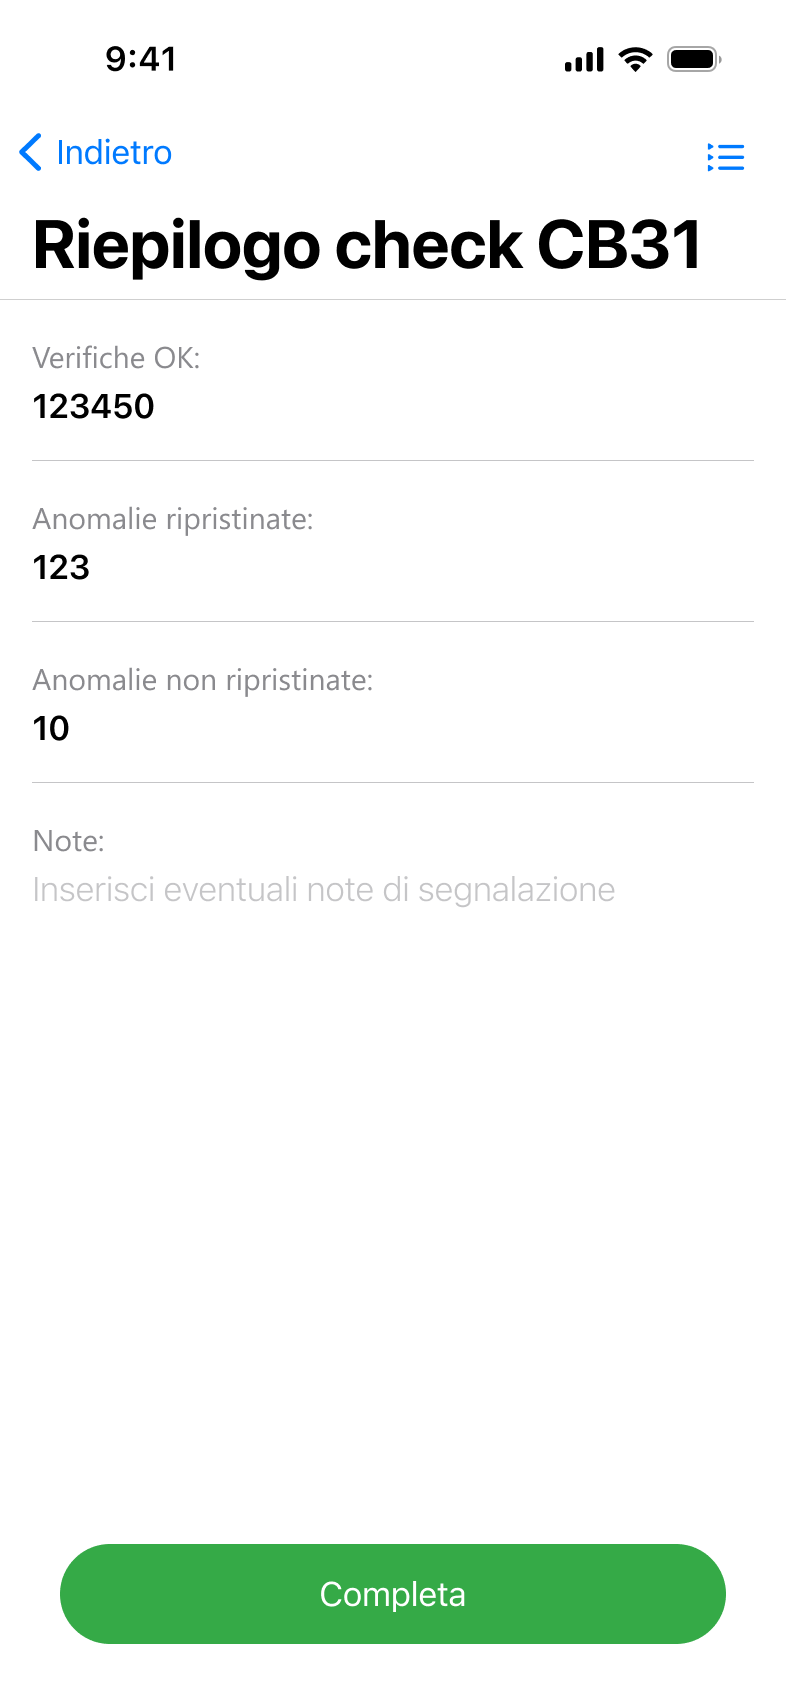 9:41
Indietro
Riepilogo check CB31
Verifiche OK:
123450
Anomalie ripristinate:
123
Anomalie non ripristinate:
10
Note:
Inserisci eventuali note di segnalazione
Completa